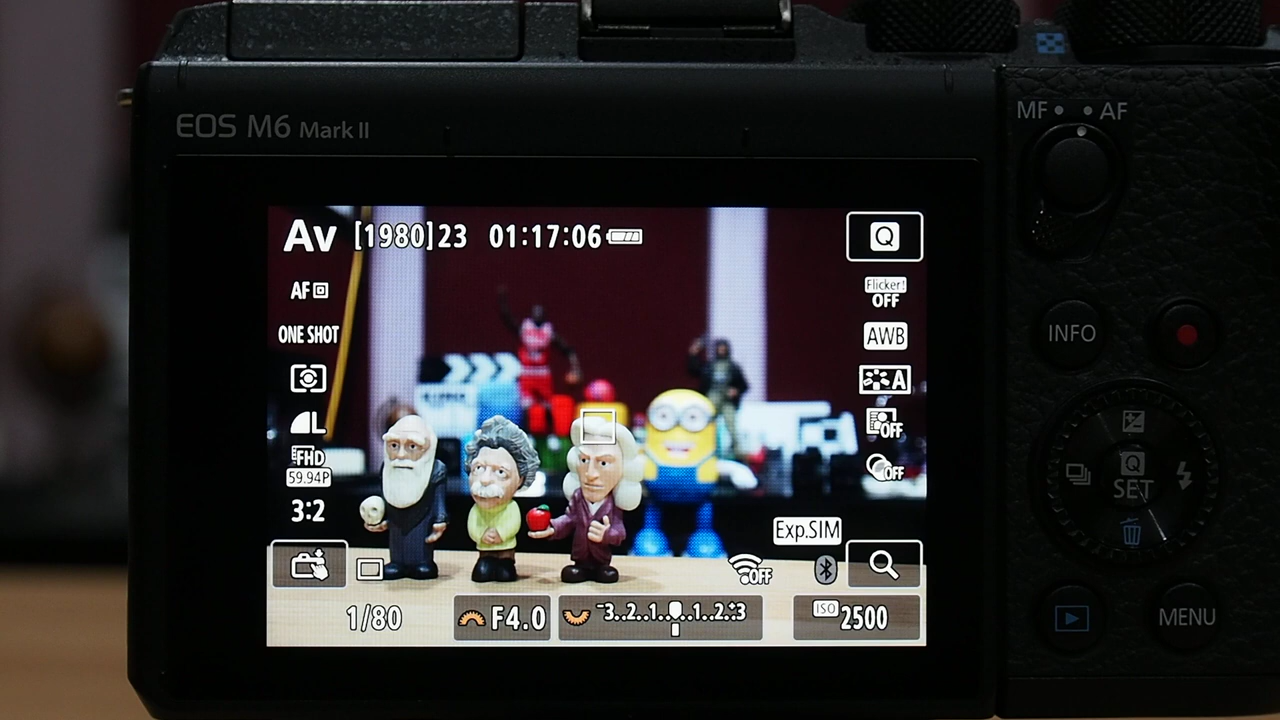 EOS M6 Mark II
MF AF
Av [1980]23 01:17:06 Q
AF
Flicker!
OFF
ONE SHOT
AWB
A
L
OFF
FHD
59.94P
OFF
3:2
Exp.SIM
OFF
1/80 F4.0 -3..2..1..0..1..2..+3 ISO 2500
INFO
Q
SET
MENU